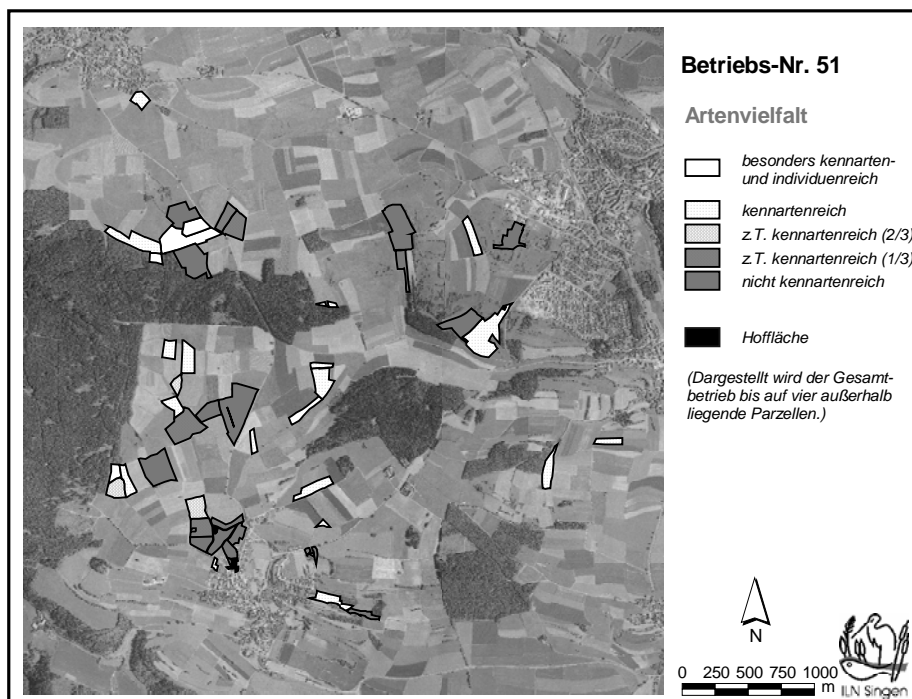 Betriebs-Nr. 51
Artenvielfalt
besonders kennarten-
und individuenreich
kennartenreich
z.T. kennartenreich (2/3)
z.T. kennartenreich (1/3)
nicht kennartenreich
Hoffläche
(Dargestellt wird der Gesamt-
betrieb bis auf vier außerhalb
liegende Parzellen.)
N
0 250 500 750 1000
m
ILN Singen